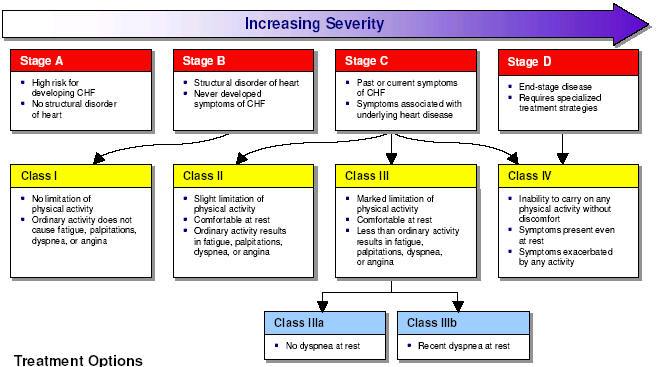 Increasing Severity
Stage A
High risk for
developing CHF
No structural disorder
of heart
Stage B
Structural disorder of heart
Never developed
symptoms of CHF
Stage C
Past or current symptoms
of CHF
Symptoms associated with
underlying heart disease
Stage D
End-stage disease
Requires specialized
treatment strategies
Class I
No limitation of
physical activity
Ordinary activity does not
cause fatigue, palpitations,
dyspnea, or angina
Class II
Slight limitation of
physical activity
Comfortable at rest
Ordinary activity results
in fatigue, palpitations,
dyspnea, or angina
Class III
Marked limitation of
physical activity
Comfortable at rest
Less than ordinary activity
results in fatigue,
palpitations, dyspnea,
or angina
Class IV
Inability to carry on any
physical activity without
discomfort
Symptoms present even
at rest
Symptoms exacerbated
by any activity
Class IIIa
No dyspnea at rest
Class IIIb
Recent dyspnea at rest
Treatment Options